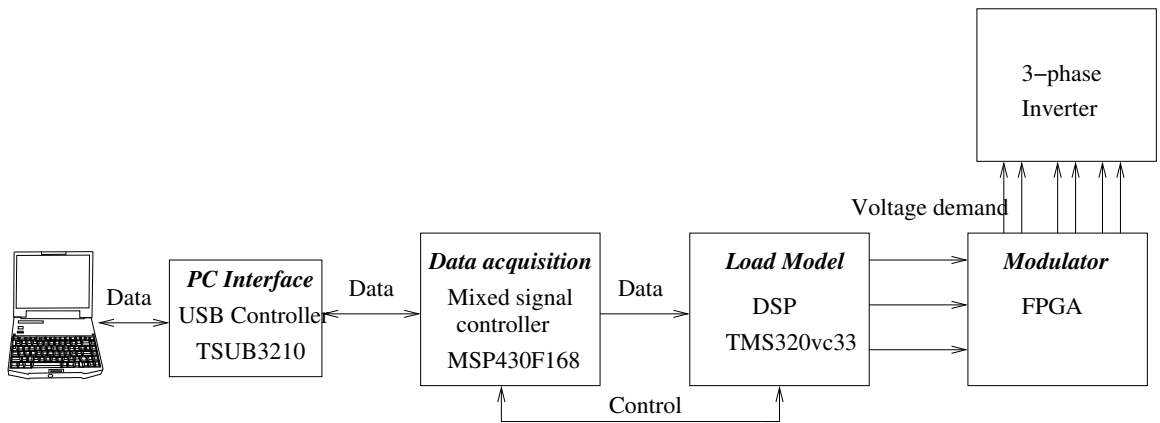 3−phase
Inverter
Voltage demand
Data
PC Interface
USB Controller
TSUB3210
Data
Data acquisition
Mixed signal
controller
MSP430F168
Data
Load Model
DSP
TMS320vc33
Modulator
FPGA
Control